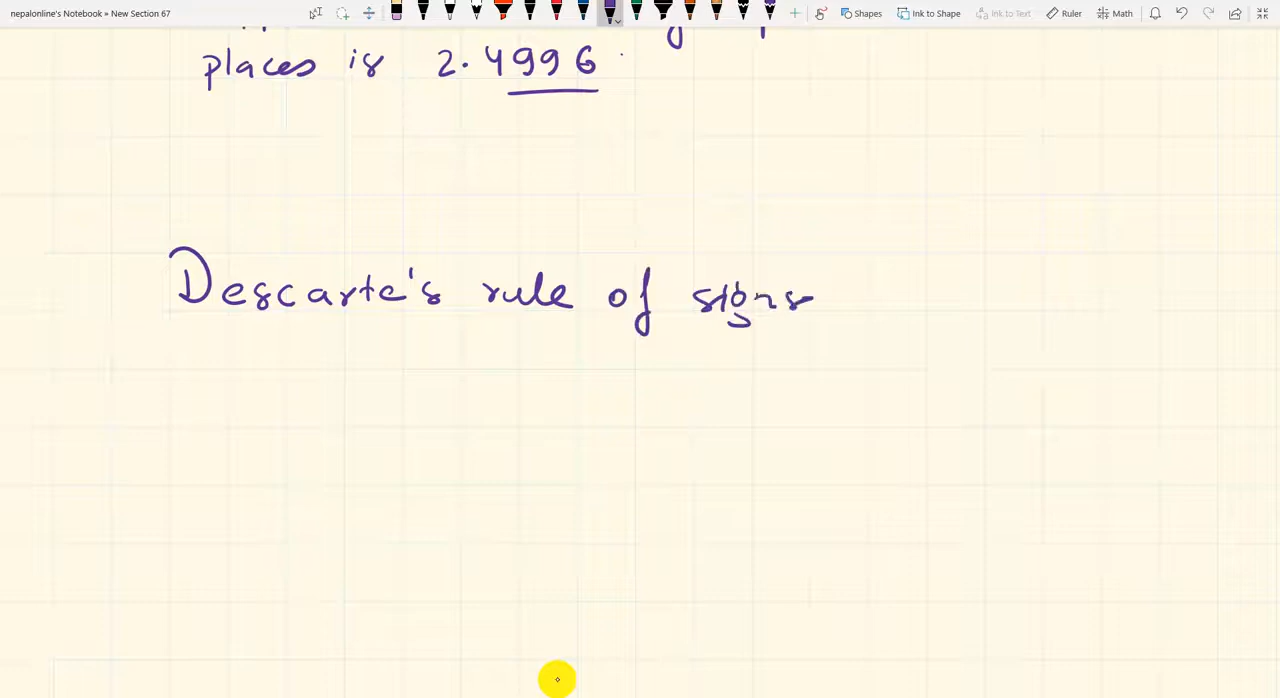 nepalonline's Notebook » New Section 67
Shapes Ink to Shape Ink to Text Ruler Math
places is 2.4996
Descarte's rule of signs